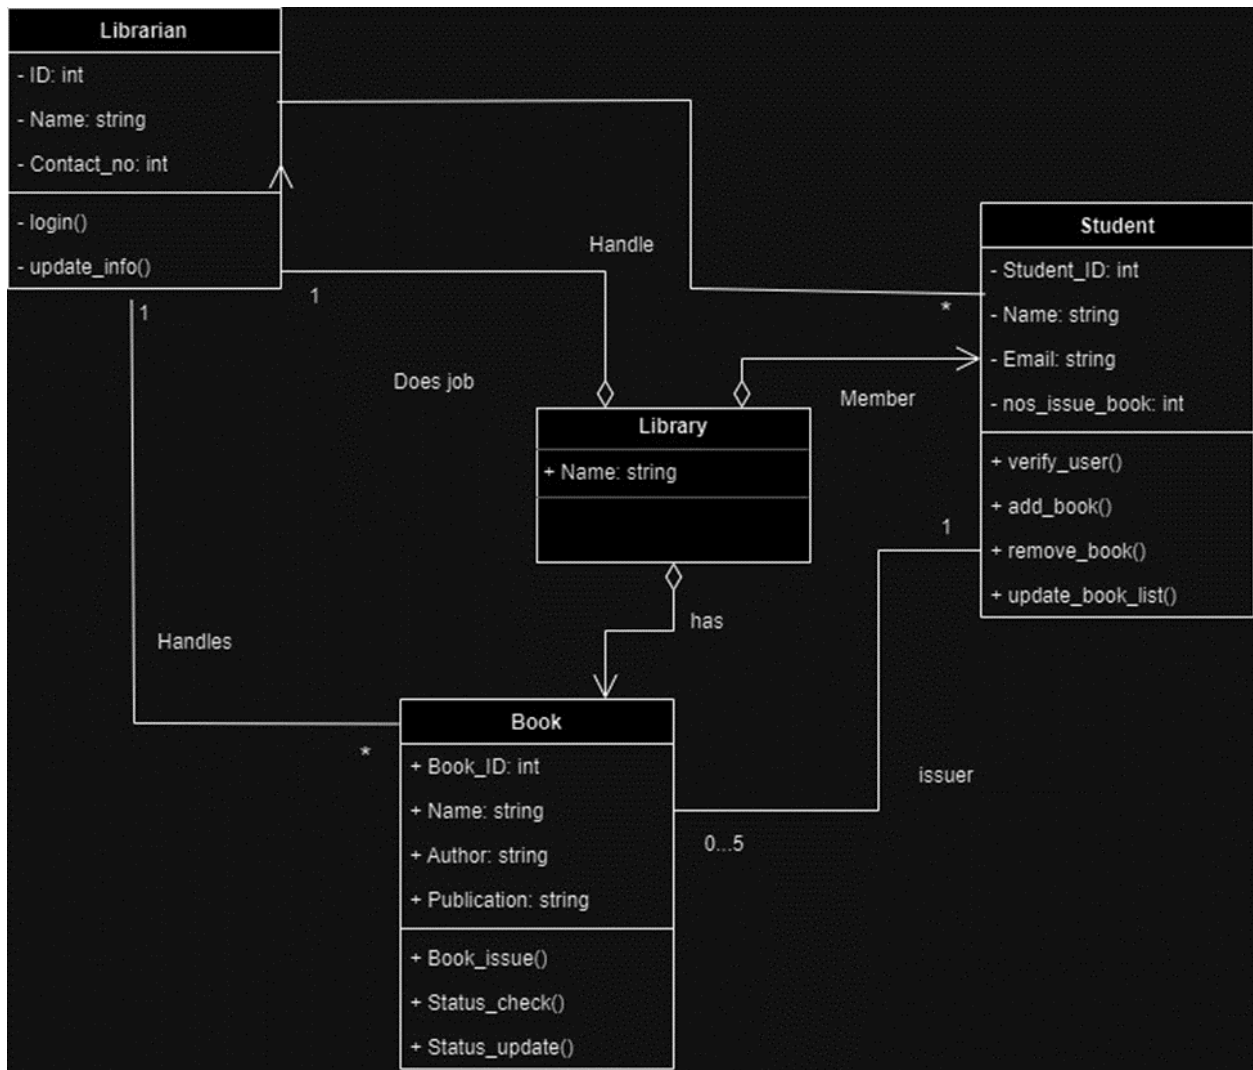 Librarian
- ID: int
- Name: string
- Contact_no: int
- login()
- update_info()
1
1
Handle
*
Does job
Member
Student
- Student_ID: int
- Name: string
- Email: string
- nos_issue_book: int
+ verify_user()
+ add_book()
+ remove_book()
+ update_book_list()
Library
+ Name: string
1
has
Handles
*
issuer
0...5
Book
+ Book_ID: int
+ Name: string
+ Author: string
+ Publication: string
+ Book_issue()
+ Status_check()
+ Status_update()